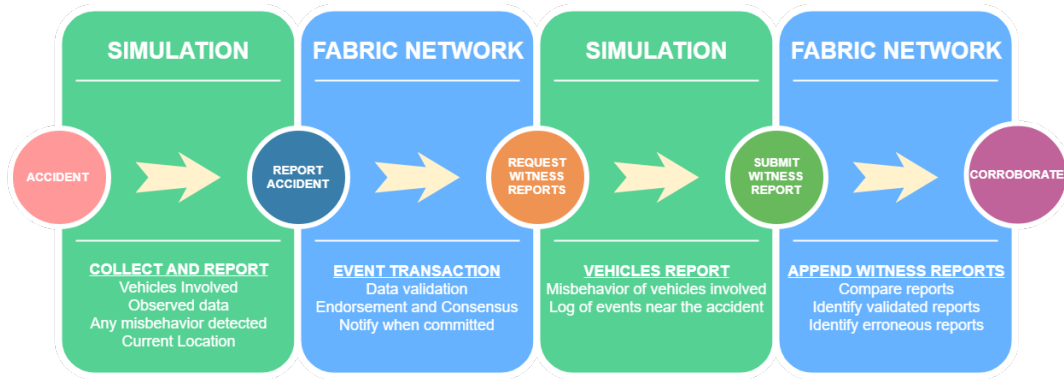 SIMULATION
FABRIC NETWORK
SIMULATION
FABRIC NETWORK
ACCIDENT
REPORT
ACCIDENT
REQUEST
WITNESS
REPORTS
SUBMIT
WITNESS
REPORT
CORROBORATE
COLLECT AND REPORT
Vehicles Involved
Observed data
Any misbehavior detected
Current Location
EVENT TRANSACTION
Data validation
Endorsement and Consensus
Notify when committed
VEHICLES REPORT
Misbehavior of vehicles involved
Log of events near the accident
APPEND WITNESS REPORTS
Compare reports
Identify validated reports
Identify erroneous reports